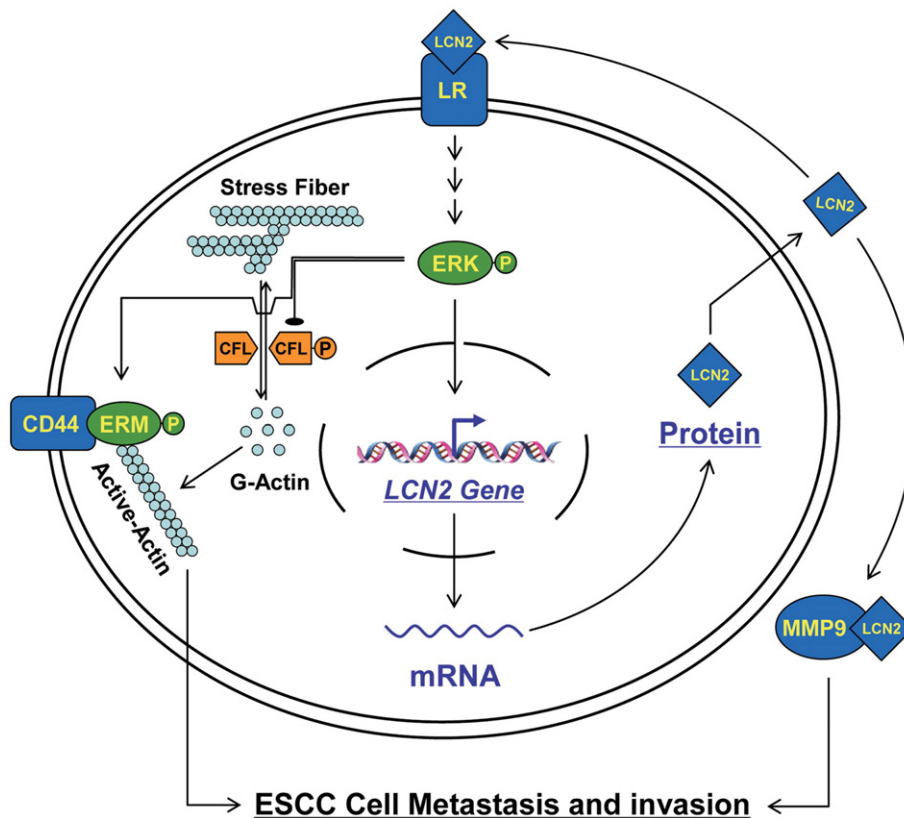 LCN2
LR
Stress Fiber
LCN2
ERK P
CFL CFL P
LCN2
CD44 ERM P
Protein
G-Actin
LCN2 Gene
Active-Actin
MMP9 LCN2
mRNA
ESCC Cell Metastasis and invasion